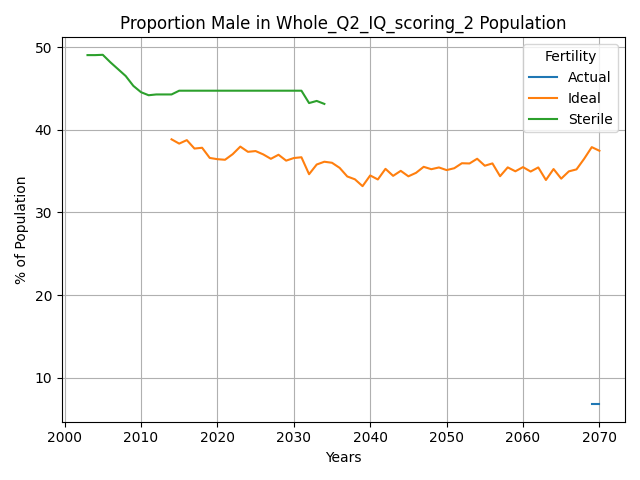 Proportion Male in Whole_Q2_IQ_scoring_2 Population
50
40
30
20
10
% of Population
Fertility
Actual
Ideal
Sterile
2000 2010 2020 2030 2040 2050 2060 2070
Years